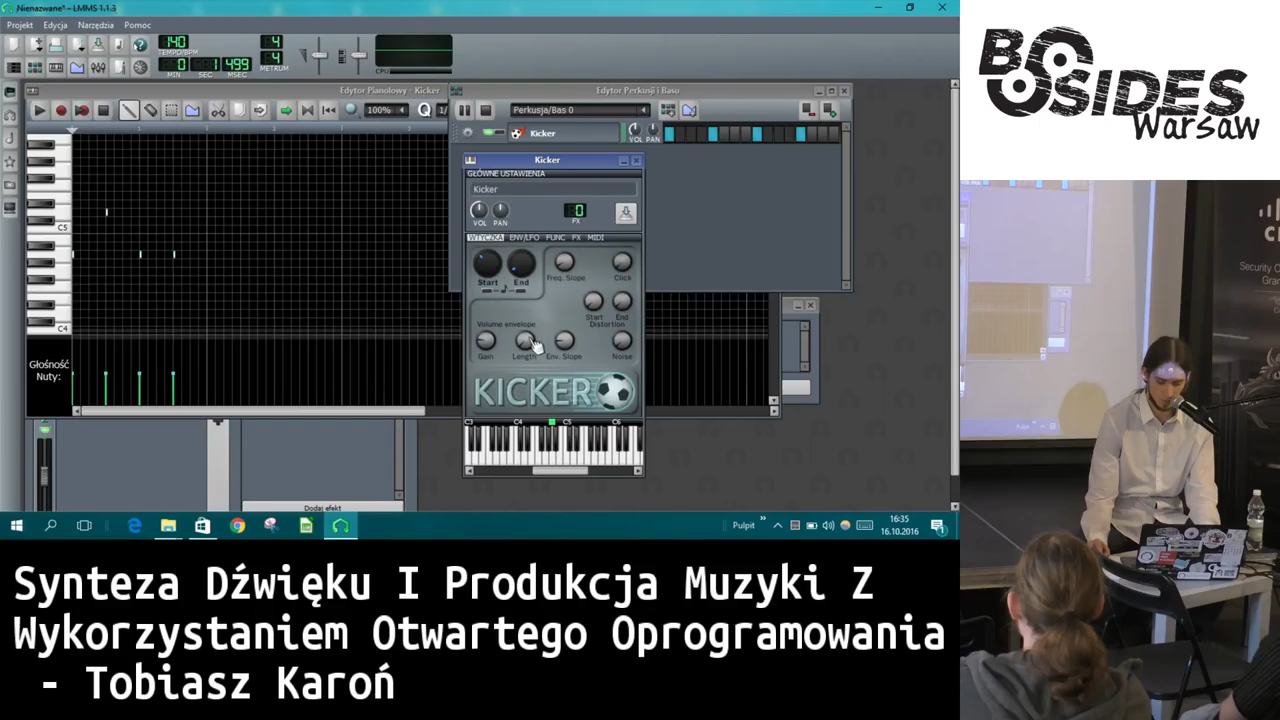 Nienazwane* - LMMS 1.1.3
Projekt Edycja Narzędzia Pomoc
140
TEMPO/BPM
4
4
METRUM
0 1 499
MIN SEC MSEC
CPU
Edytor Pianolowy - Kicker
Edytor Perkusji i Basu
100%
Q
Perkusja/Bas 0
Kicker
VOL PAN
Kicker
GŁÓWNE USTAWIENIA
Kicker
0
VOL PAN FX
WTYCZKA ENV/LFO FUNC FX MIDI
Start End Freq. Slope Click
Start End
Distortion
Volume envelope
Gain Length Env. Slope Noise
KICKER
C3 C4 C5 C6
C5
C4
Głośność
Nuty:
Dodaj efekt
Pulpit
16:35
16.10.2016
BSIDES
Warsaw
Synteza Dźwięku I Produkcja Muzyki Z
Wykorzystaniem Otwartego Oprogramowania
- Tobiasz Karoń